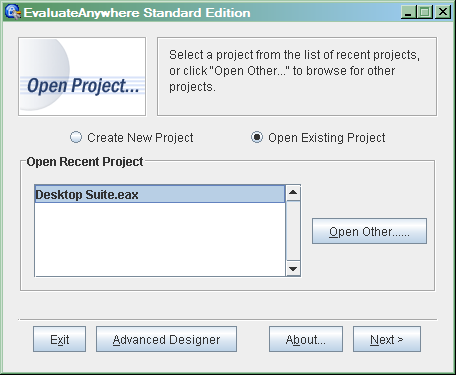 EvaluateAnywhere Standard Edition
Open Project...
Select a project from the list of recent projects,
or click "Open Other..." to browse for other
projects.
Create New Project
Open Existing Project
Open Recent Project
Desktop Suite.eax
Open Other......
Exit
Advanced Designer
About...
Next >